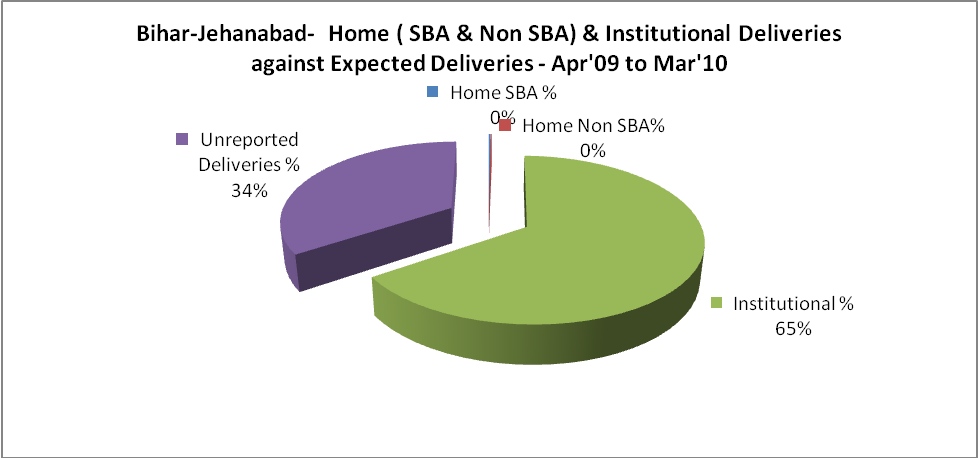 Bihar-Jehanabad- Home ( SBA & Non SBA) & Institutional Deliveries
against Expected Deliveries - Apr'09 to Mar'10
Home SBA %
0%
Home Non SBA%
0%
Unreported
Deliveries %
34%
Institutional %
65%